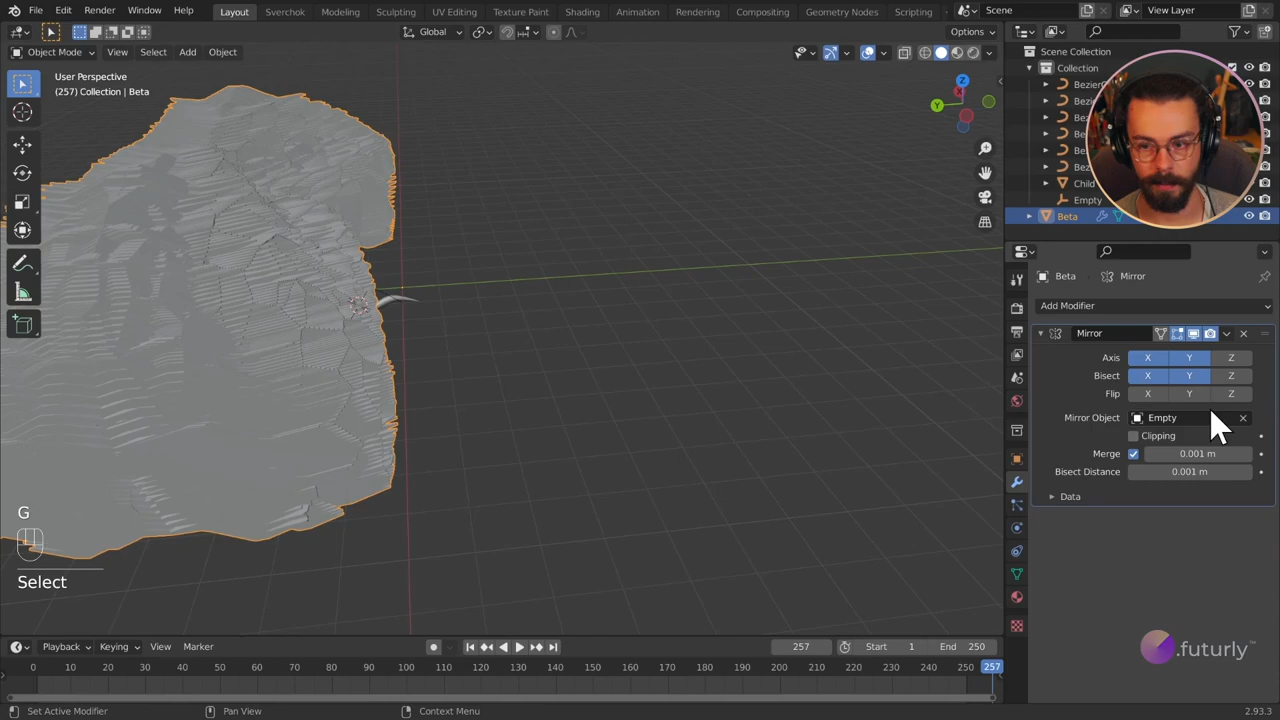 File Edit Render Window Help Layout Sverchok Modeling Sculpting UV Editing Texture Paint Shading Animation Rendering Compositing Geometry Nodes Scripting Scene View Layer
Global Options
Object Mode View Select Add Object
User Perspective
(257) Collection | Beta
Z
X
Y
Scene Collection
Collection
Child
Empty
Beta
Beta Mirror
Add Modifier
Mirror
Axis X Y Z
Bisect X Y Z
Flip X Y Z
Mirror Object Empty
Clipping
Merge 0.001 m
Bisect Distance 0.001 m
Data
G
Select
Playback Keying View Marker 257 Start 1 End 250
0 10 20 30 40 50 60 70 80 90 100 110 120 130 140 150 160 170 180 190 200 210 220 230 240 250 257
.futurly™
Set Active Modifier Pan View Context Menu 2.93.3